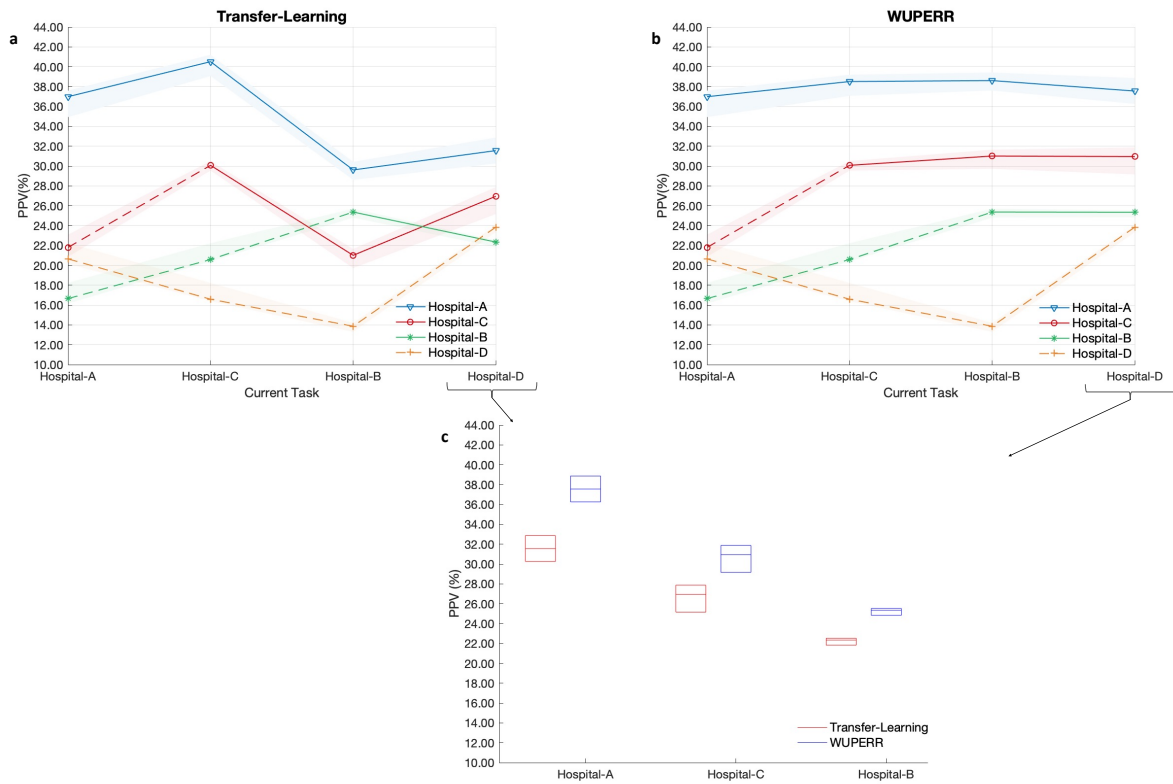 Transfer-Learning
a
44.00
42.00
40.00
38.00
36.00
34.00
32.00
30.00
28.00
26.00
24.00
22.00
20.00
18.00
16.00
14.00
12.00
10.00
PPV(%)
Hospital-A
Hospital-C
Hospital-B
Hospital-D
Hospital-A
Hospital-C
Hospital-B
Hospital-D
Current Task
WUPERR
b
44.00
42.00
40.00
38.00
36.00
34.00
32.00
30.00
28.00
26.00
24.00
22.00
20.00
18.00
16.00
14.00
12.00
10.00
PPV(%)
Hospital-A
Hospital-C
Hospital-B
Hospital-D
Hospital-A
Hospital-C
Hospital-B
Hospital-D
Current Task
c
44.00
42.00
40.00
38.00
36.00
34.00
32.00
30.00
28.00
26.00
24.00
22.00
20.00
18.00
16.00
14.00
12.00
10.00
PPV (%)
Transfer-Learning
WUPERR
Hospital-A
Hospital-C
Hospital-B